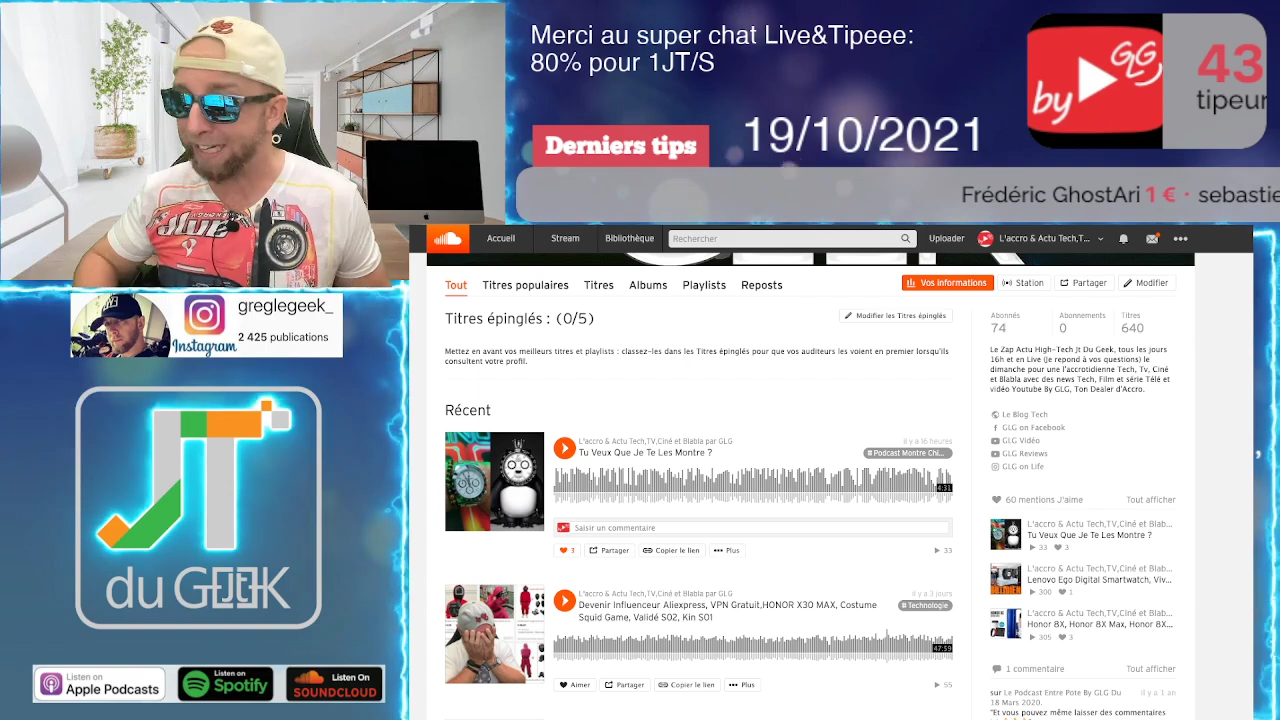 Merci au super chat Live&Tipeee:
80% pour 1JT/S
Derniers tips
19/10/2021
by GLG
43
tipeur
Frédéric GhostAri 1 € · sebastie
Accueil
Stream
Bibliothèque
Rechercher
Uploader
L'accro & Actu Tech,T...
Tout
Titres populaires
Titres
Albums
Playlists
Reposts
Vos informations
Station
Partager
Modifier
Titres épinglés : (0/5)
Modifier les Titres épinglés
Mettez en avant vos meilleurs titres et playlists : classez-les dans les Titres épinglés pour que vos auditeurs les voient en premier lorsqu'ils
consultent votre profil.
Récent
L'accro & Actu Tech,TV,Ciné et Blabla par GLG
il y a 16 heures
Tu Veux Que Je Te Les Montre ?
# Podcast Montre Chi...
4:31
Saisir un commentaire
3
Partager
Copier le lien
Plus
33
L'accro & Actu Tech,TV,Ciné et Blabla par GLG
il y a 3 jours
Devenir Influenceur Aliexpress, VPN Gratuit,HONOR X30 MAX, Costume
Squid Game, Validé S02, Kin S01
# Technologie
47:59
Aimer
Partager
Copier le lien
Plus
55
Abonnés
74
Abonnements
0
Titres
640
Le Zap Actu High-Tech Jt Du Geek, tous les jours
16h et en Live (Je repond à vos questions) le
dimanche pour une l'accrotidienne Tech, Tv, Ciné
et Blabla avec des news Tech, Film et série Télé et
vidéo Youtube By GLG, Ton Dealer d'Accro.
Le Blog Tech
GLG on Facebook
GLG Vidéo
GLG Reviews
GLG on Life
60 mentions J'aime
Tout afficher
L'accro & Actu Tech,TV,Ciné et Blab...
Tu Veux Que Je Te Les Montre ?
33 3
L'accro & Actu Tech,TV,Ciné et Blab...
Lenovo Ego Digital Smartwatch, Viv...
300 1
L'accro & Actu Tech,TV,Ciné et Blab...
Honor 8X, Honor 8X Max, Honor 8X...
305 3
1 commentaire
Tout afficher
sur Le Podcast Entre Pote By GLG Du
18 Mars 2020.
il y a 1 an
"Et vous pouvez même laisser des commentaires
greglegeek_
2 425 publications
Instagram
JT
du GEEK
Listen on
Apple Podcasts
Listen on
Spotify
Listen On
SOUNDCLOUD